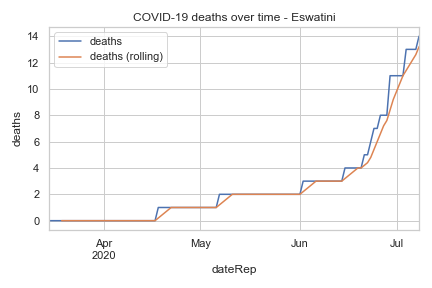 COVID-19 deaths over time - Eswatini
deaths
deaths (rolling)
14
12
10
8
6
4
2
0
deaths
Apr
2020
May
Jun
Jul
dateRep